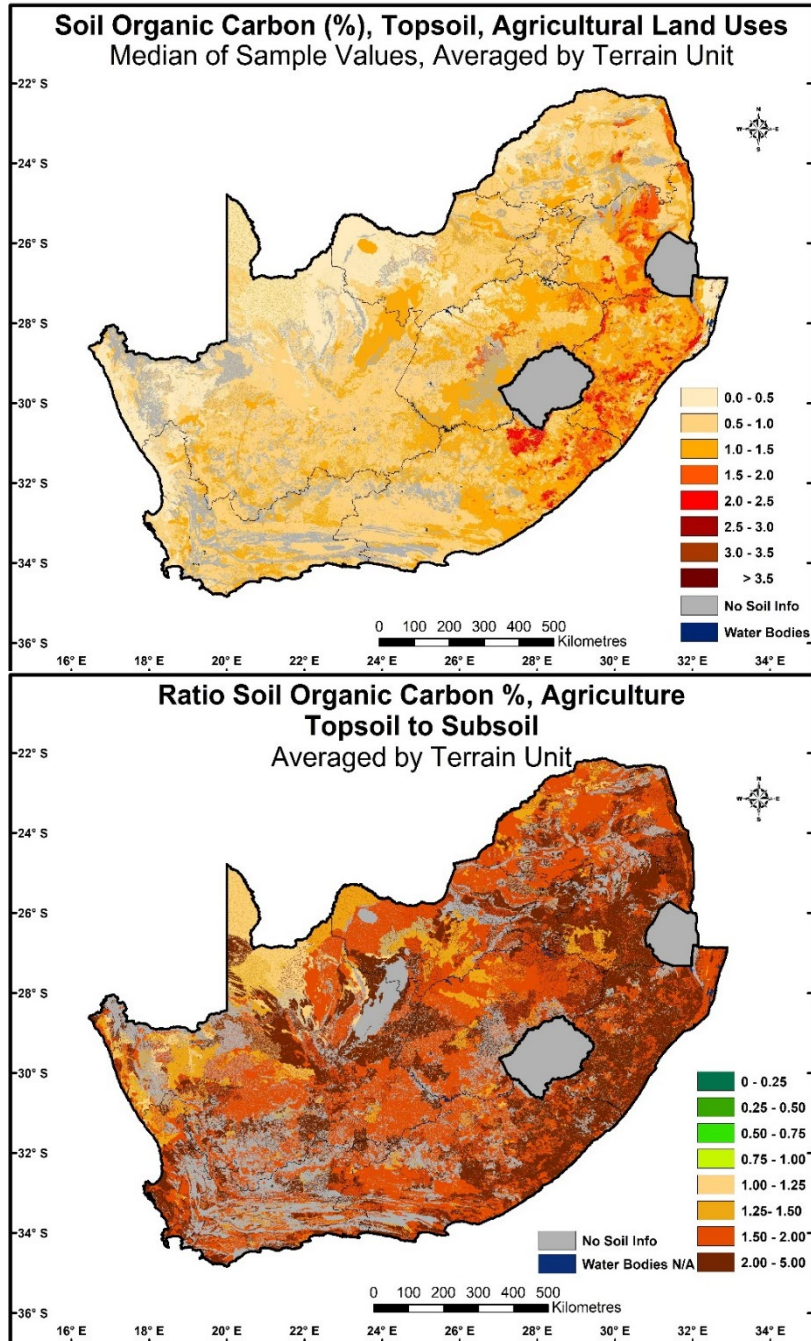 Soil Organic Carbon (%), Topsoil, Agricultural Land Uses
Median of Sample Values, Averaged by Terrain Unit
22° S
24° S
26° S
28° S
30° S
32° S
34° S
36° S
N
W E
S
0.0 - 0.5
0.5 - 1.0
1.0 - 1.5
1.5 - 2.0
2.0 - 2.5
2.5 - 3.0
3.0 - 3.5
> 3.5
No Soil Info
Water Bodies
0 100 200 300 400 500
Kilometres
16° E 18° E 20° E 22° E 24° E 26° E 28° E 30° E 32° E 34° E
Ratio Soil Organic Carbon %, Agriculture
Topsoil to Subsoil
Averaged by Terrain Unit
22° S
24° S
26° S
28° S
30° S
32° S
34° S
36° S
N
W E
S
0 - 0.25
0.25 - 0.50
0.50 - 0.75
0.75 - 1.00
1.00 - 1.25
1.25- 1.50
1.50 - 2.00
2.00 - 5.00
No Soil Info
Water Bodies N/A
0 100 200 300 400 500
Kilometres
16° E 18° E 20° E 22° E 24° E 26° E 28° E 30° E 32° E 34° E